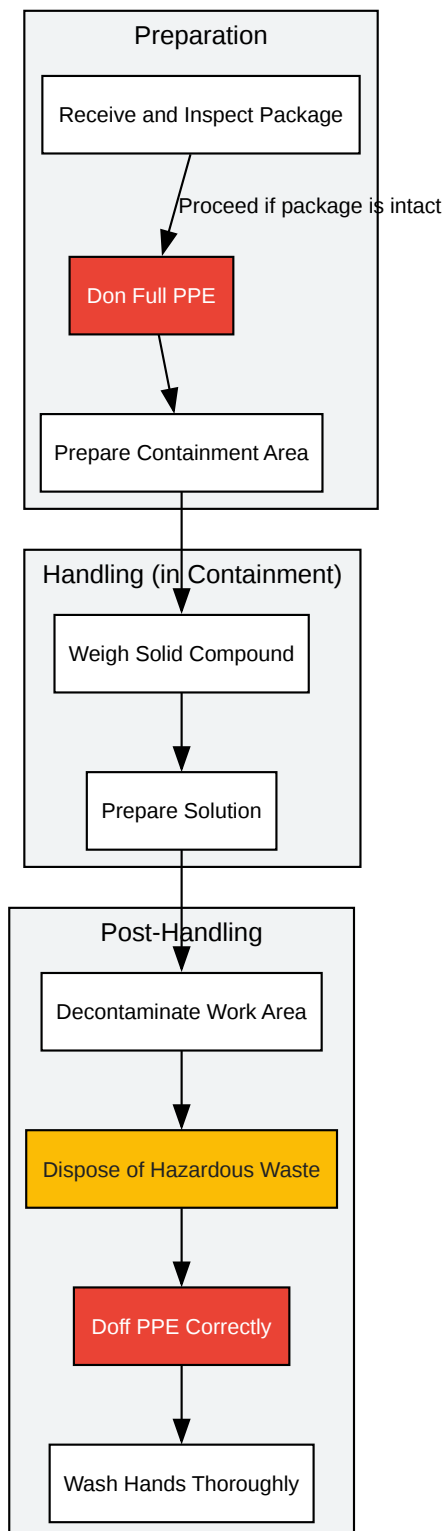 Preparation
Receive and Inspect Package
Proceed if package is intact
Don Full PPE
Prepare Containment Area
Handling (in Containment)
Weigh Solid Compound
Prepare Solution
Post-Handling
Decontaminate Work Area
Dispose of Hazardous Waste
Doff PPE Correctly
Wash Hands Thoroughly